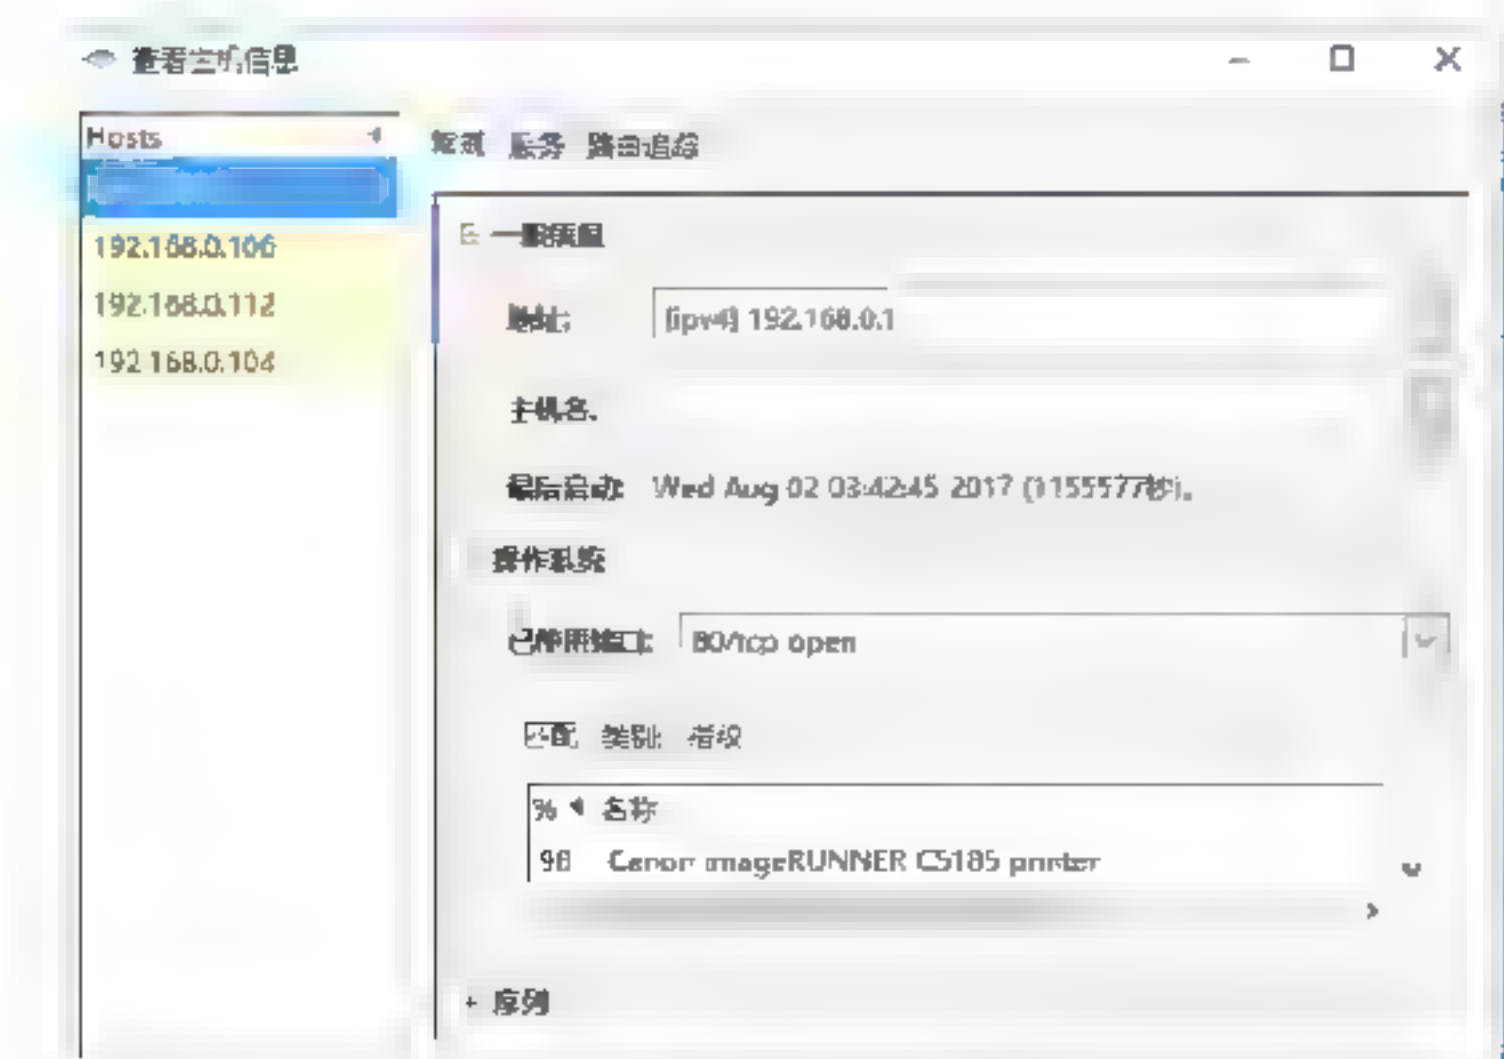 查看主机信息
Hosts
192.168.0.106
192.168.0.112
192.168.0.104
常规 服务 路由追踪
一般信息
地址: [ipv4] 192.168.0.1
主机名:
最后启动: Wed Aug 02 03:42:45 2017 (1155577秒)。
操作系统
已使用端口: 80/tcp open
匹配 类别 指纹
% 名称
98 Canon imageRUNNER C5185 printer
+ 序列